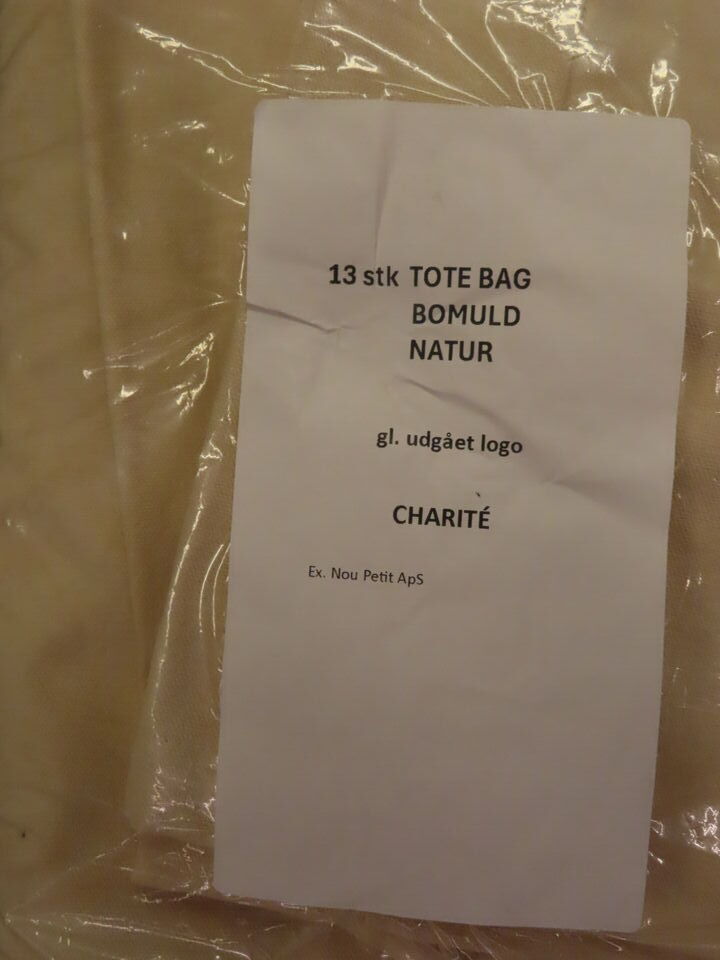 13 stk TOTE BAG
BOMULD
NATUR
gl. udgået logo
CHARITÉ
Ex. Nou Petit ApS